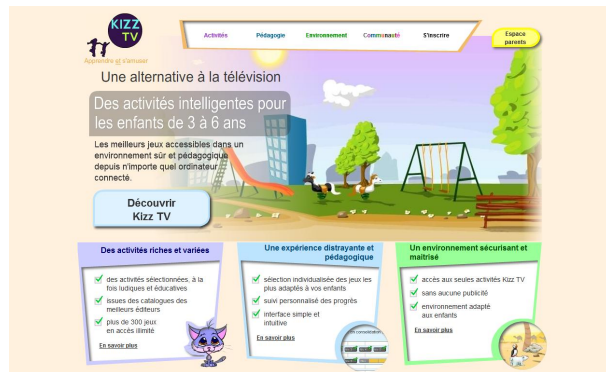 KIZZ
TV
Apprendre et s'amuser
Activités
Pédagogie
Environnement
Communauté
S'inscrire
Espace
parents
Une alternative à la télévision
Des activités intelligentes pour
les enfants de 3 à 6 ans
Les meilleurs jeux accessibles dans un
environnement sûr et pédagogique
depuis n'importe quel ordinateur
connecté.
Découvrir
Kizz TV
Des activités riches et variées
des activités sélectionnées, à la
fois ludiques et éducatives
issues des catalogues des
meilleurs éditeurs
plus de 300 jeux
en accès illimité
En savoir plus
Une expérience distrayante et
pédagogique
sélection individualisée des jeux les
plus adaptés à vos enfants
suivi personnalisé des progrès
interface simple et
intuitive
En savoir plus
Un environnement sécurisant et
maîtrisé
accès aux seules activités Kizz TV
sans aucune publicité
environnement adapté
aux enfants
En savoir plus